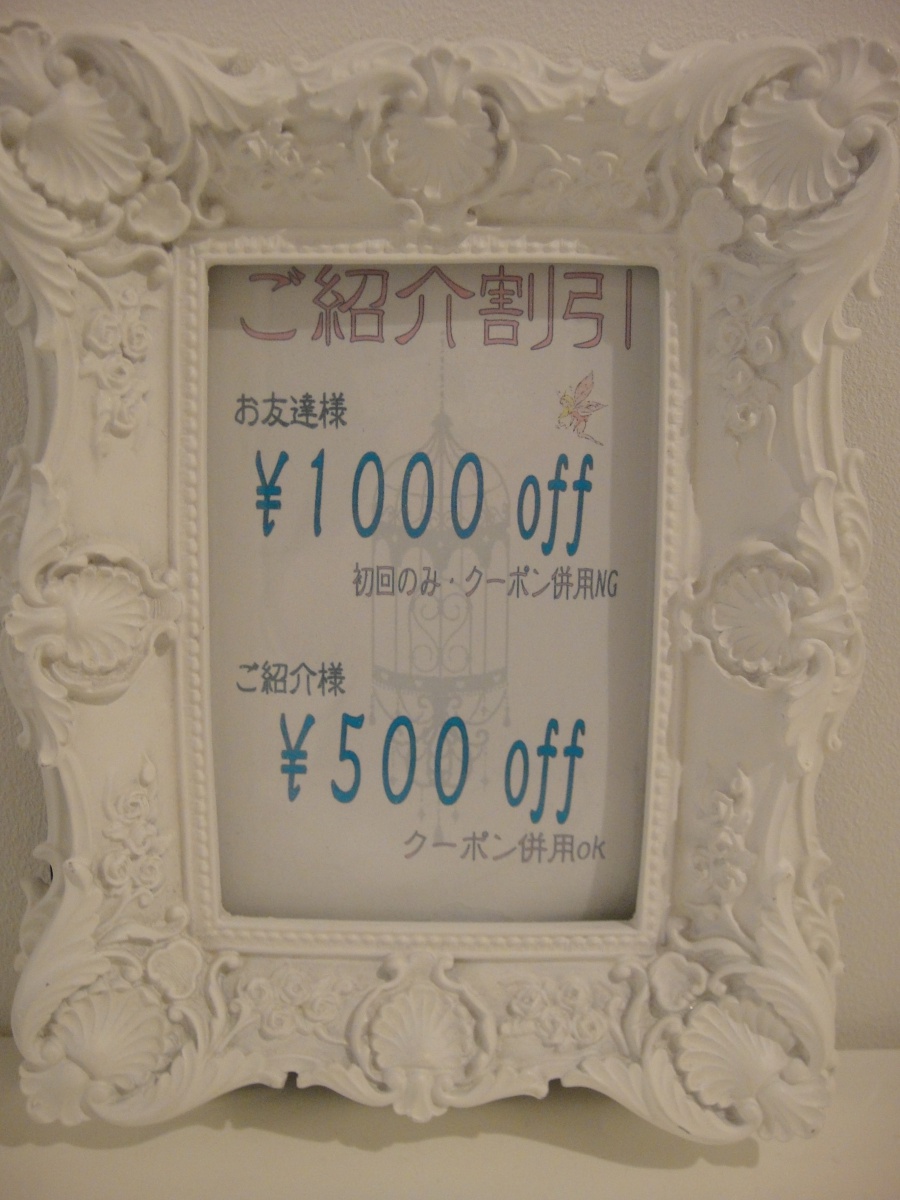 ご紹介割引
お友達様
¥1000 off
初回のみ・クーポン併用NG
ご紹介様
¥500 off
クーポン併用ok